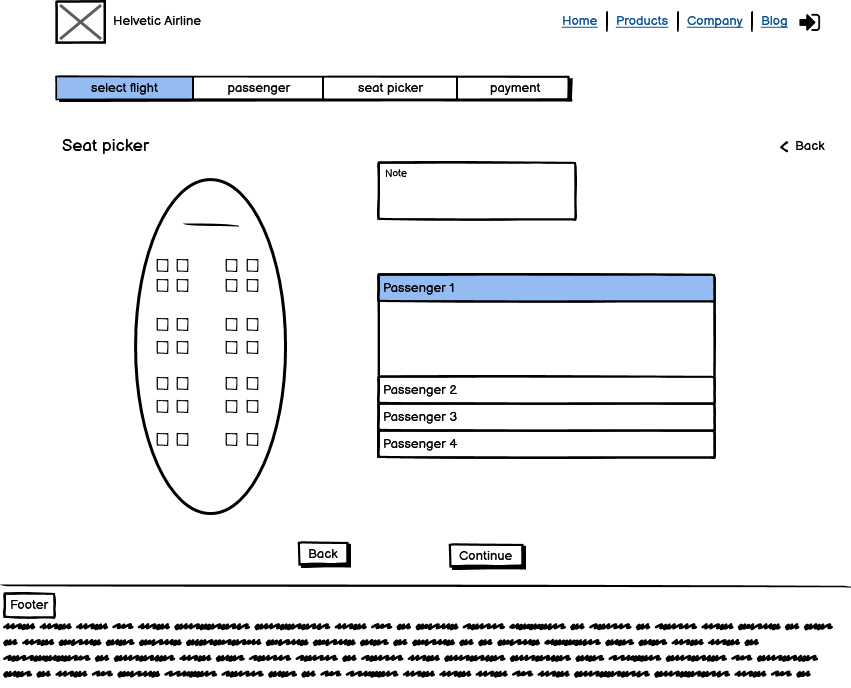 Helvetic Airline
Home Products Company Blog
select flight passenger seat picker payment
Seat picker
Back
Note
Passenger 1
Passenger 2
Passenger 3
Passenger 4
Back Continue
Footer